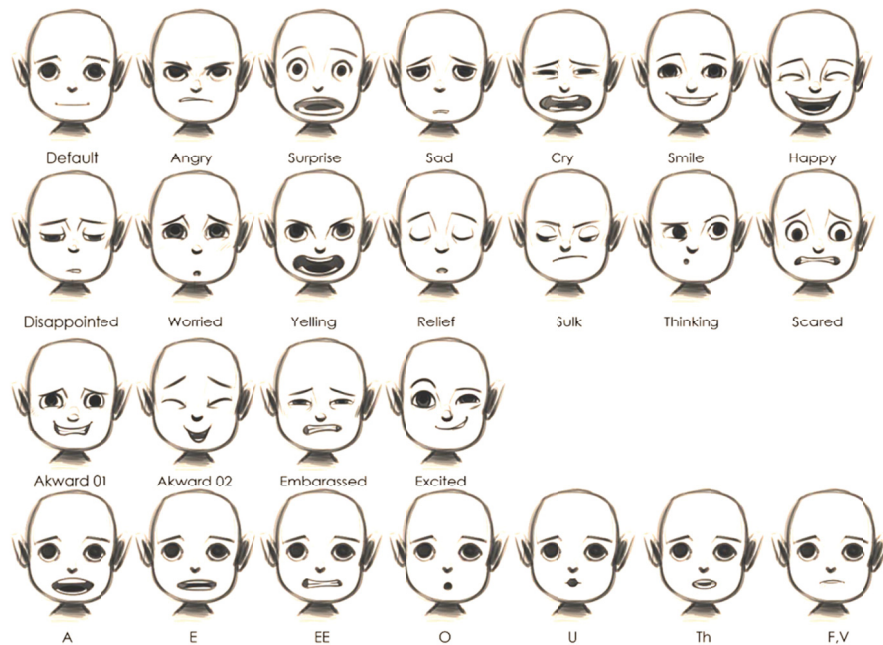 Default Angry Surprise Sad Cry Smile Happy
Disappointed Worried Yelling Relief Sulk Thinking Scared
Akward 01 Akward 02 Embarassed Excited
A E EE O U Th F,V